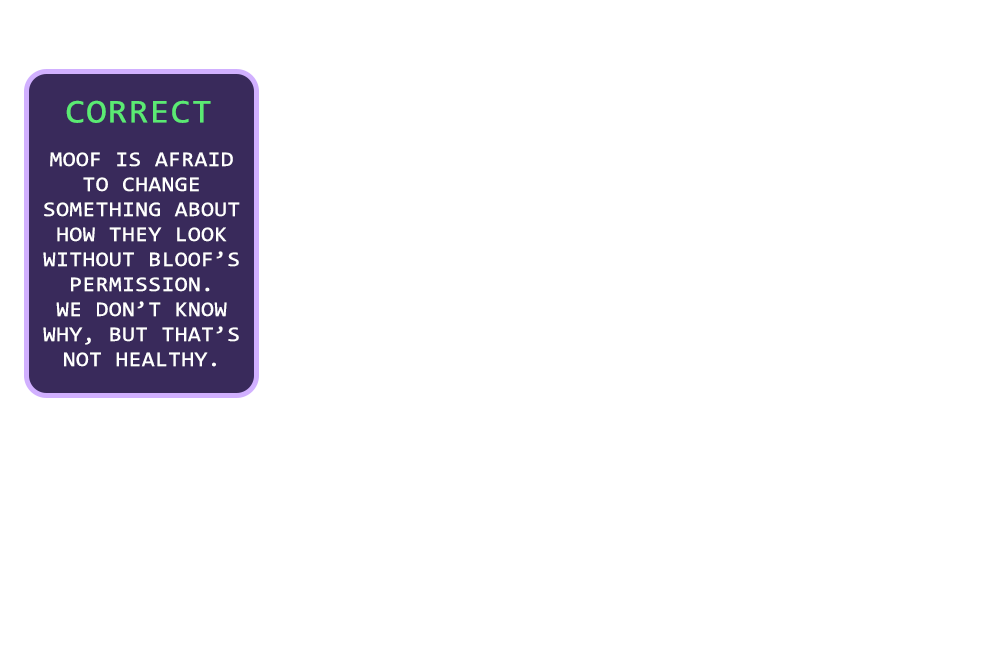 CORRECT
MOOF IS AFRAID
TO CHANGE
SOMETHING ABOUT
HOW THEY LOOK
WITHOUT BLOOF’S
PERMISSION.
WE DON’T KNOW
WHY, BUT THAT’S
NOT HEALTHY.